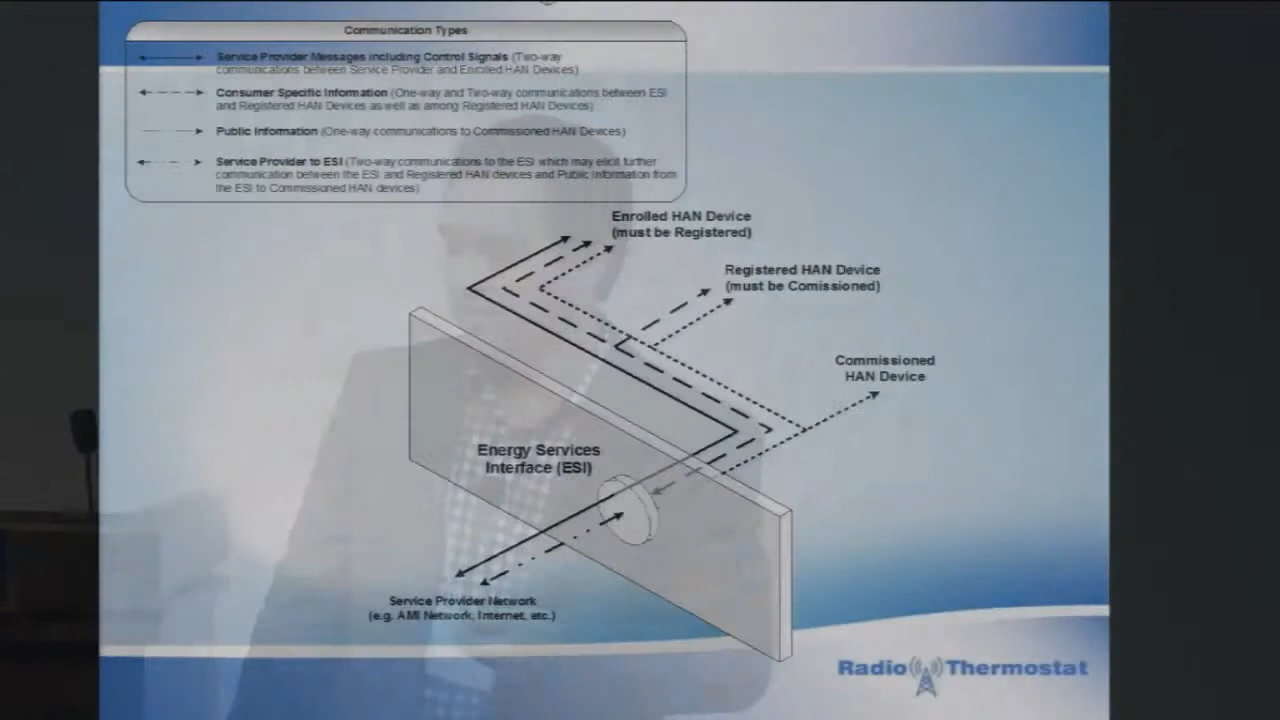 Communication Types
Service Provider Messages including Control Signals (Two-way
communications between Service Provider and Enrolled HAN Devices)
Consumer Specific Information (One-way and Two-way communications between ESI
and Registered HAN Devices as well as among Registered HAN Devices)
Public Information (One-way communications to Commissioned HAN Devices)
Service Provider to ESI (Two-way communications to the ESI which may elicit further
communication between the ESI and Registered HAN devices and Public Information from
the ESI to Commissioned HAN devices)
Enrolled HAN Device
(must be Registered)
Registered HAN Device
(must be Comissioned)
Commissioned
HAN Device
Energy Services
Interface (ESI)
Service Provider Network
(e.g. AMI Network, Internet, etc.)
Radio Thermostat